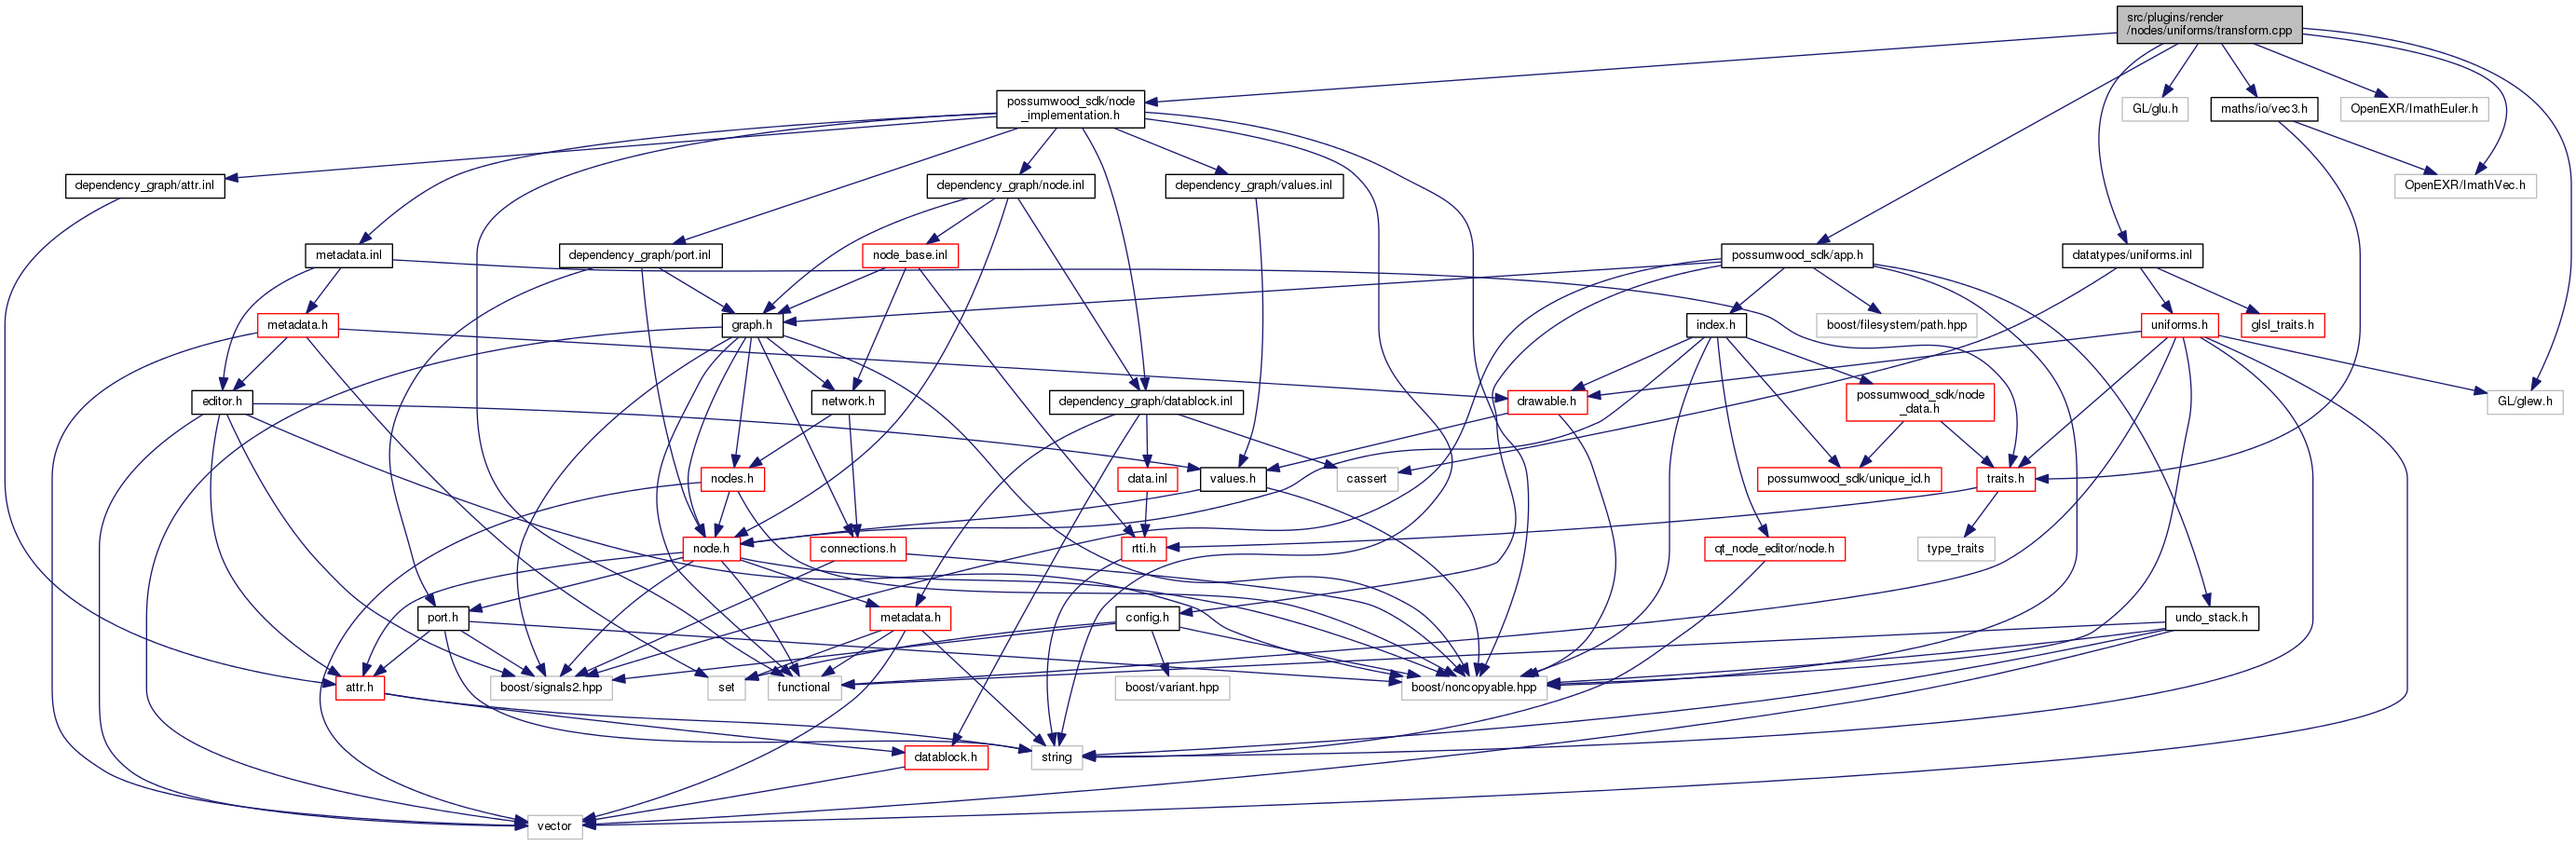 src/plugins/render
/nodes/uniforms/transform.cpp
possumwood_sdk/node
_implementation.h
GL/glu.h
maths/io/vec3.h
OpenEXR/ImathEuler.h
dependency_graph/attr.inl
dependency_graph/node.inl
dependency_graph/values.inl
OpenEXR/ImathVec.h
metadata.inl
dependency_graph/port.inl
node_base.inl
possumwood_sdk/app.h
datatypes/uniforms.inl
metadata.h
graph.h
index.h
boost/filesystem/path.hpp
uniforms.h
glsl_traits.h
editor.h
network.h
dependency_graph/datablock.inl
drawable.h
possumwood_sdk/node
_data.h
GL/glew.h
nodes.h
data.inl
values.h
cassert
possumwood_sdk/unique_id.h
traits.h
node.h
connections.h
rtti.h
qt_node_editor/node.h
type_traits
port.h
metadata.h
config.h
undo_stack.h
attr.h
boost/signals2.hpp
set
functional
boost/variant.hpp
boost/noncopyable.hpp
datablock.h
string
vector